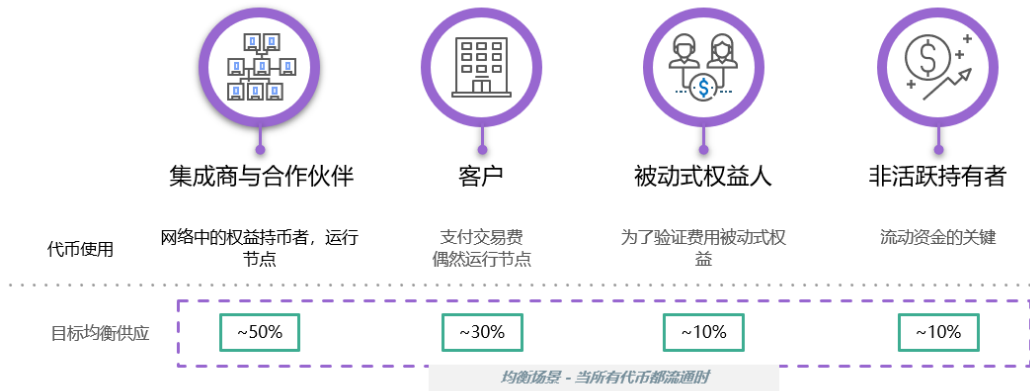 集成商与合作伙伴
客户
被动式权益人
非活跃持有者
代币使用
网络中的权益持币者，运行
节点
支付交易费
偶然运行节点
为了验证费用被动式权
益
流动资金的关键
目标均衡供应
~50%
~30%
~10%
~10%
均衡场景 - 当所有代币都流通时